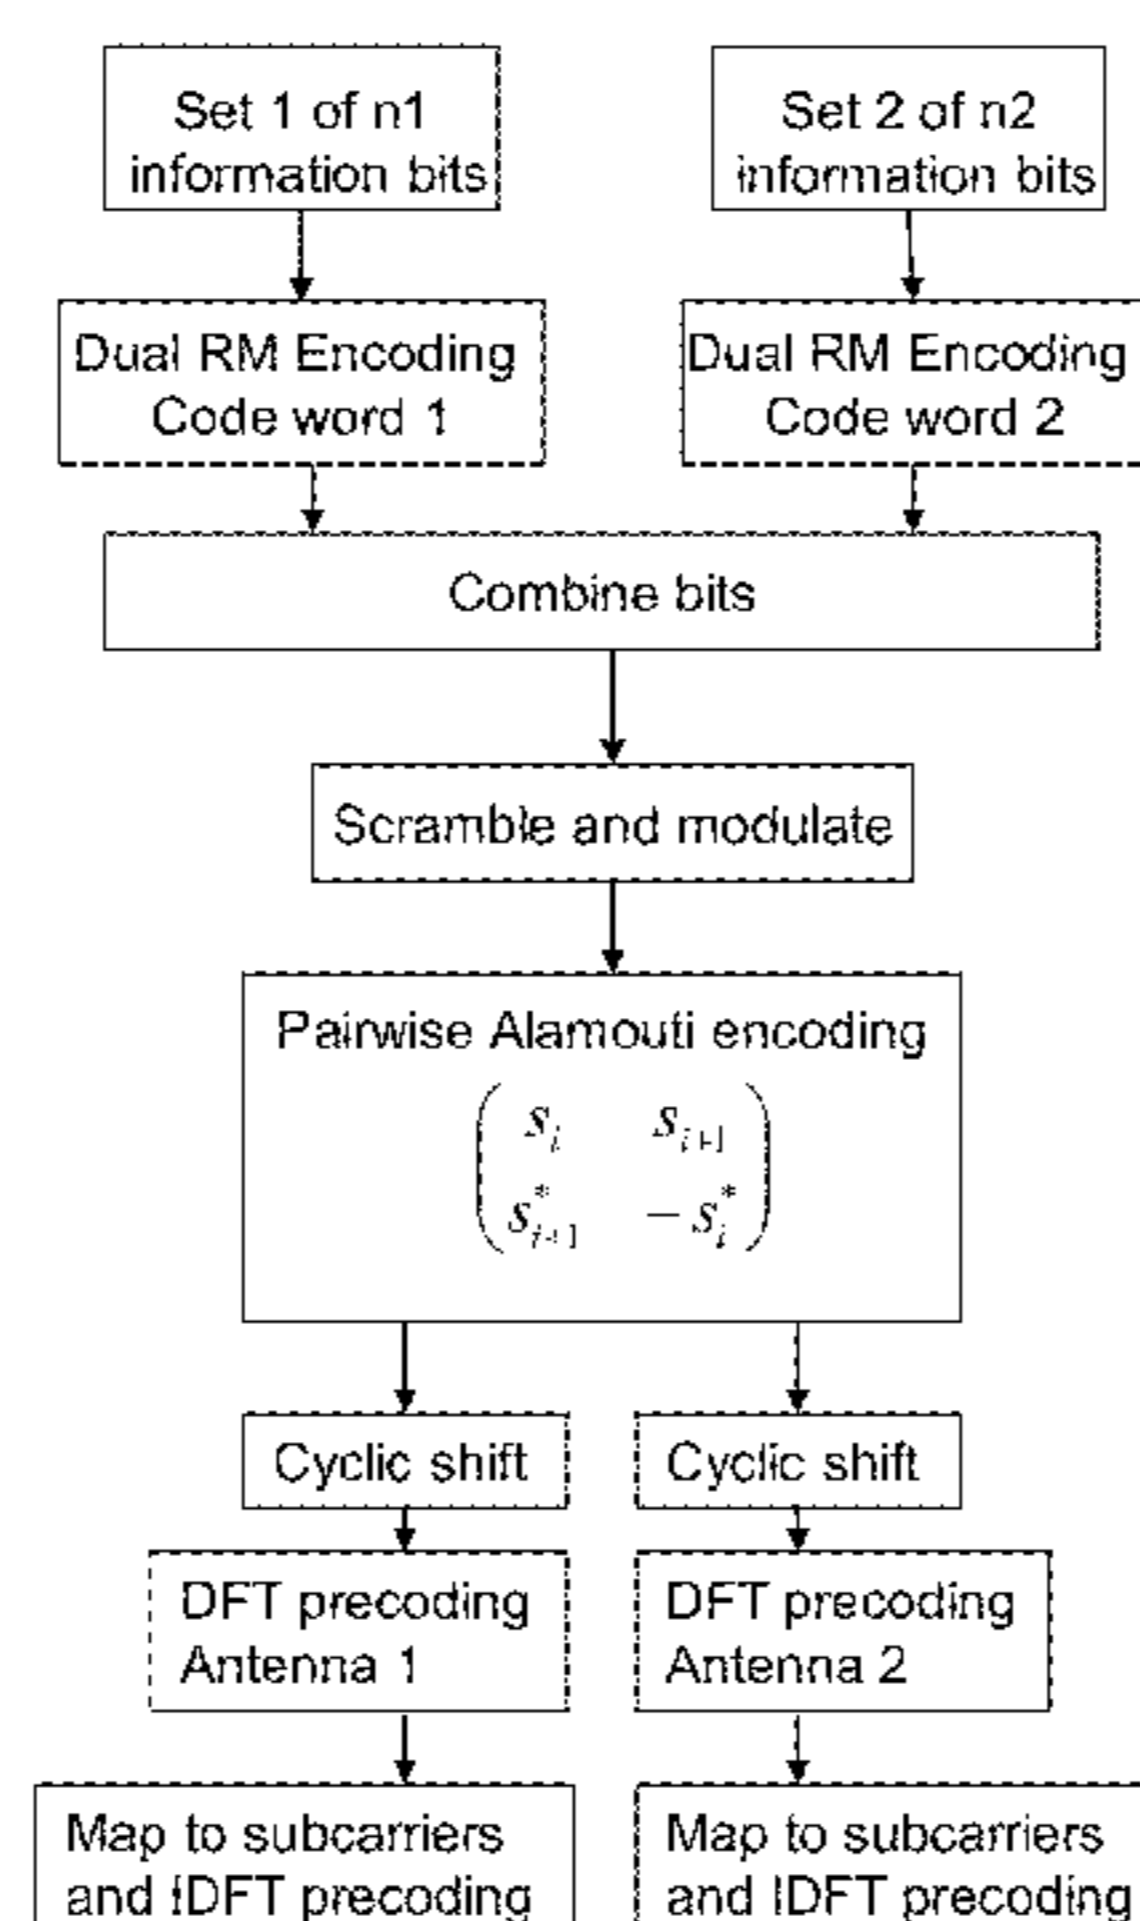 Set 1 of n1
information bits
Set 2 of n2
information bits
Dual RM Encoding
Code word 1
Dual RM Encoding
Code word 2
Combine bits
Scramble and modulate
Pairwise Alamouti encoding
s_i s_{i+1}
s*_{i+1} −s*_i
Cyclic shift
Cyclic shift
DFT precoding
Antenna 1
DFT precoding
Antenna 2
Map to subcarriers
and IDFT precoding
Map to subcarriers
and IDFT precoding